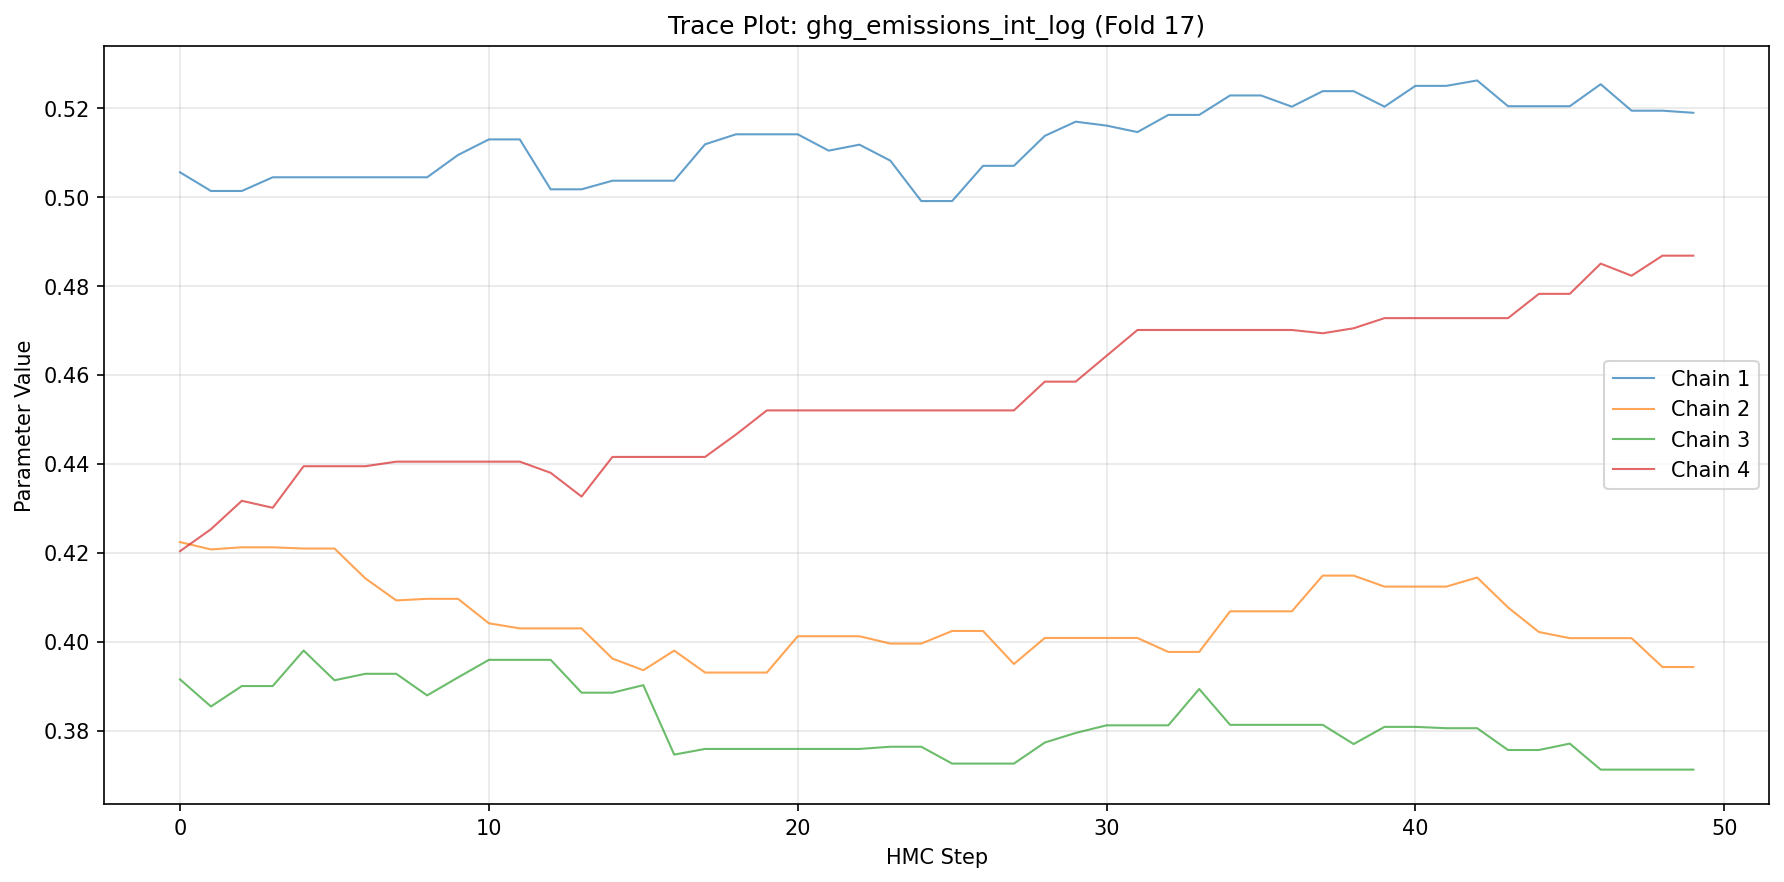 Trace Plot: ghg_emissions_int_log (Fold 17)
Parameter Value
0.52
0.50
0.48
0.46
0.44
0.42
0.40
0.38
Chain 1
Chain 2
Chain 3
Chain 4
0
10
20
30
40
50
HMC Step